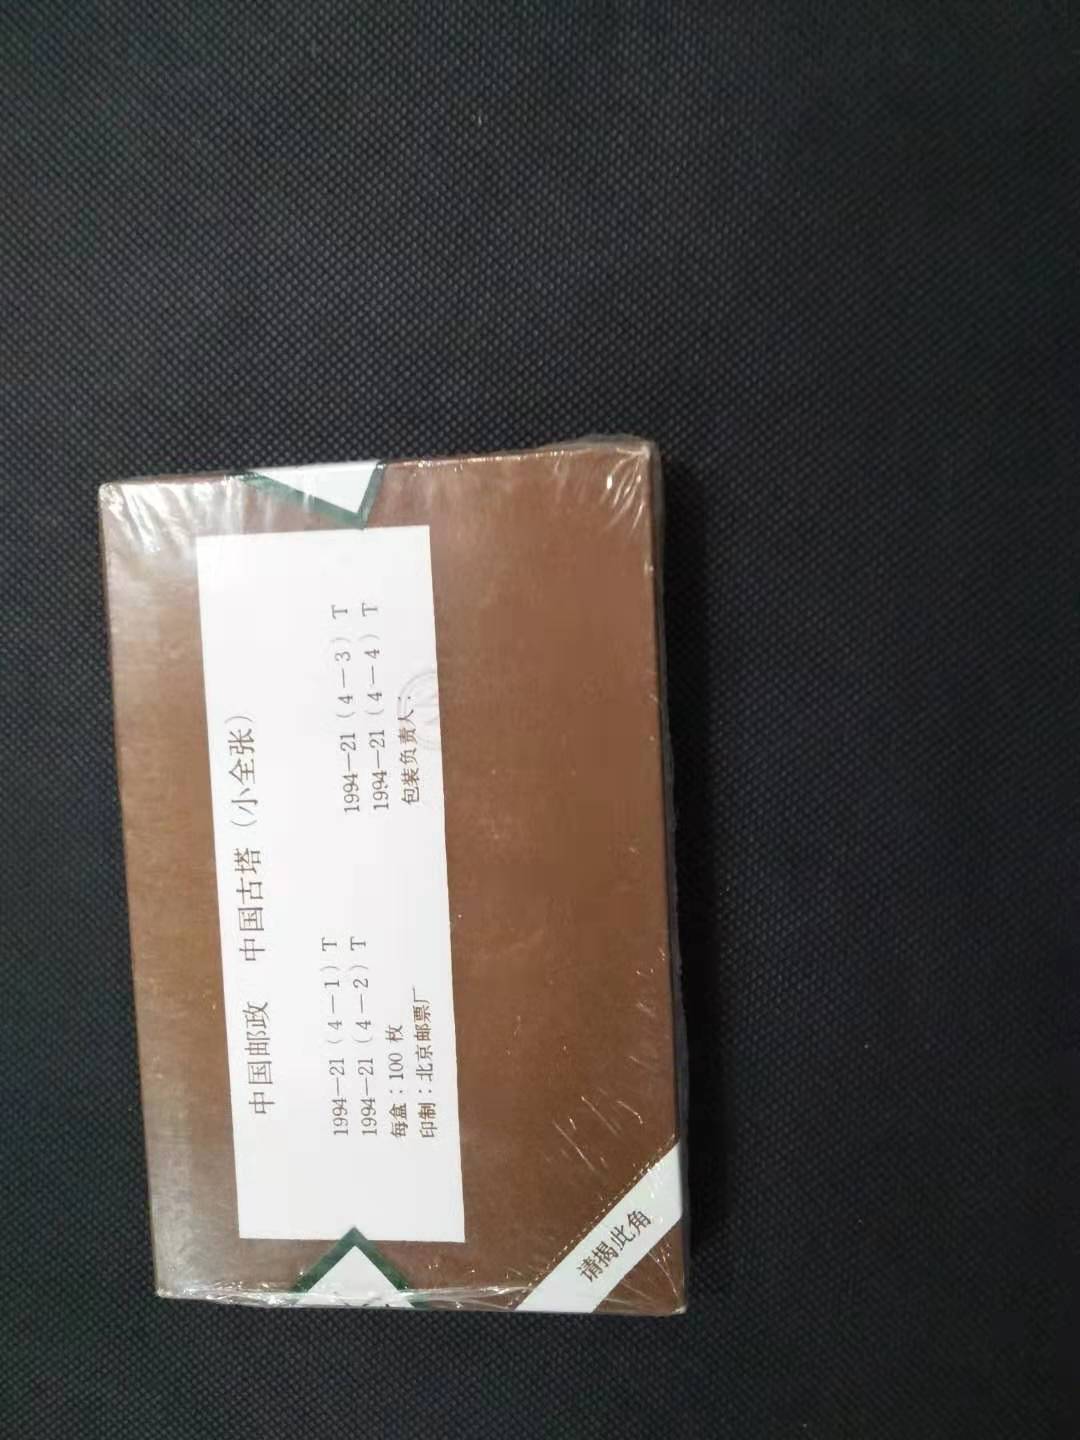 中国邮政 中国古塔（小全张）
1994－21（4－1）T 1994－21（4－3）T
1994－21（4－2）T 1994－21（4－4）T
每盒：100 枚 包装负责人：
印制：北京邮票厂
请揭此角